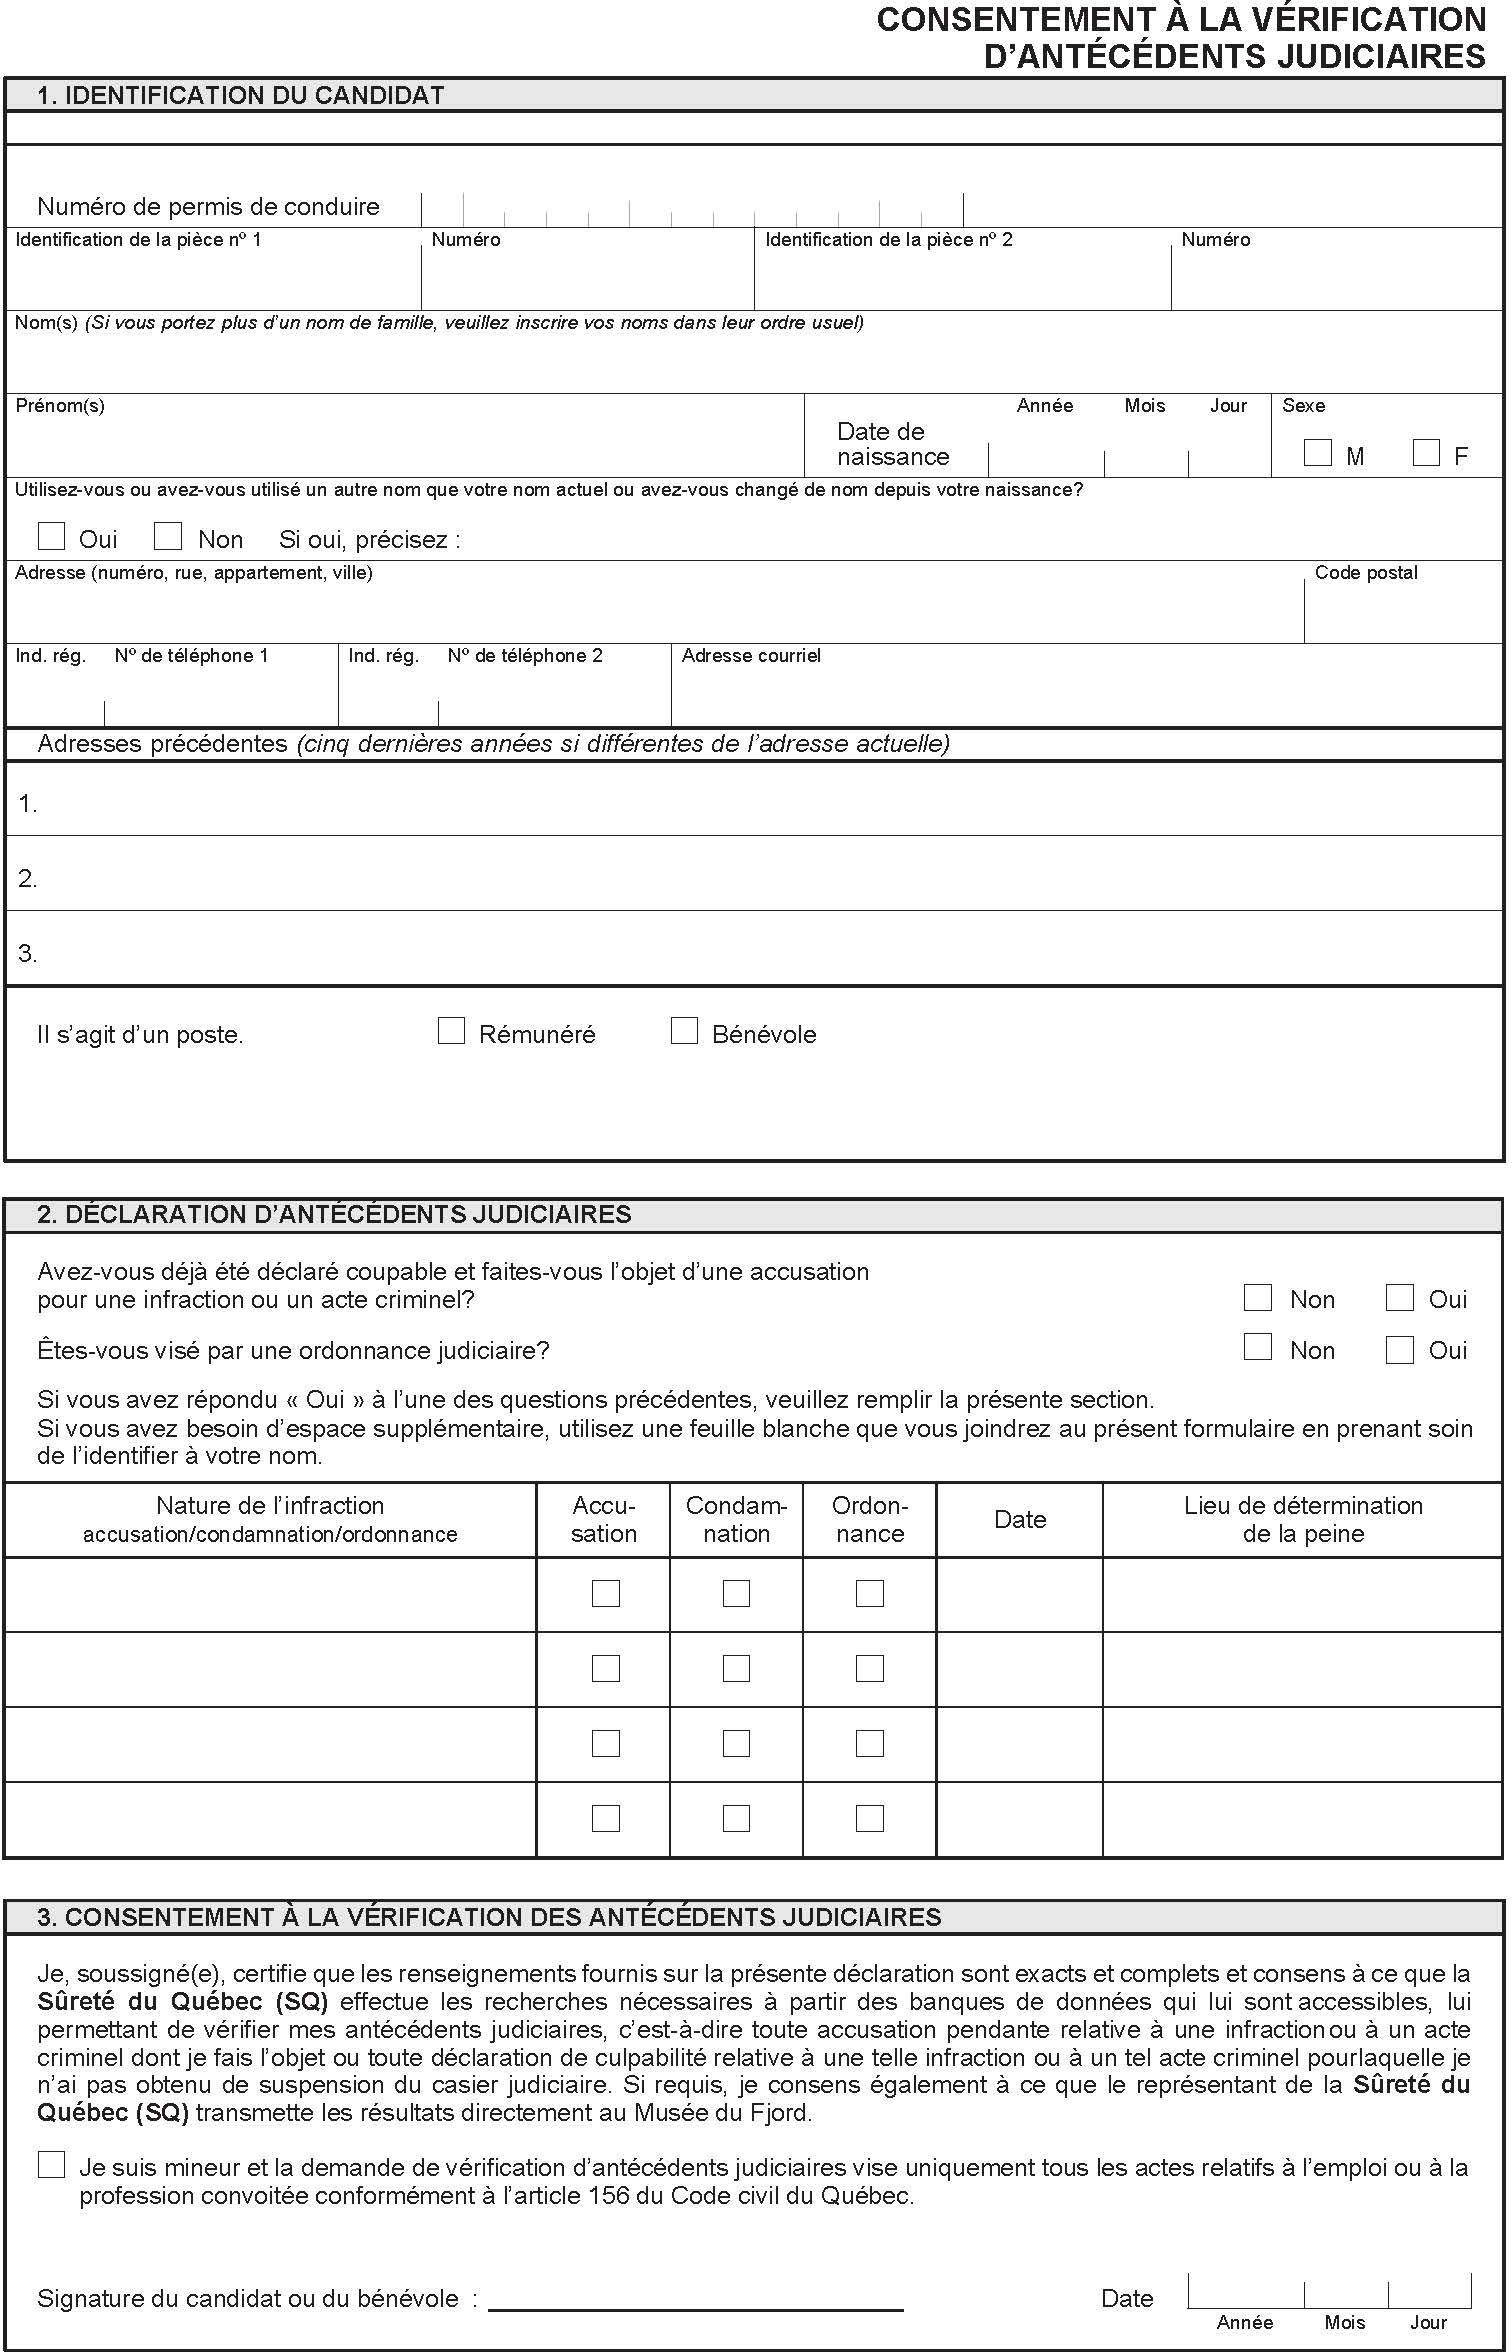 CONSENTEMENT À LA VÉRIFICATION
D’ANTÉCÉDENTS JUDICIAIRES
1. IDENTIFICATION DU CANDIDAT
Numéro de permis de conduire
Identification de la pièce nº 1 Numéro Identification de la pièce nº 2 Numéro
Nom(s) (Si vous portez plus d’un nom de famille, veuillez inscrire vos noms dans leur ordre usuel)
Prénom(s) Date de naissance Année Mois Jour Sexe
M F
Utilisez-vous ou avez-vous utilisé un autre nom que votre nom actuel ou avez-vous changé de nom depuis votre naissance?
Oui Non Si oui, précisez :
Adresse (numéro, rue, appartement, ville) Code postal
Ind. rég. Nº de téléphone 1 Ind. rég. Nº de téléphone 2 Adresse courriel
Adresses précédentes (cinq dernières années si différentes de l’adresse actuelle)
1.
2.
3.
Il s’agit d’un poste. Rémunéré Bénévole
2. DÉCLARATION D’ANTÉCÉDENTS JUDICIAIRES
Avez-vous déjà été déclaré coupable et faites-vous l’objet d’une accusation
pour une infraction ou un acte criminel? Non Oui
Êtes-vous visé par une ordonnance judiciaire? Non Oui
Si vous avez répondu « Oui » à l’une des questions précédentes, veuillez remplir la présente section.
Si vous avez besoin d’espace supplémentaire, utilisez une feuille blanche que vous joindrez au présent formulaire en prenant soin
de l’identifier à votre nom.
Nature de l’infraction Accu- Condam- Ordon- Date Lieu de détermination
accusation/condamnation/ordonnance sation nation nance de la peine
3. CONSENTEMENT À LA VÉRIFICATION DES ANTÉCÉDENTS JUDICIAIRES
Je, soussigné(e), certifie que les renseignements fournis sur la présente déclaration sont exacts et complets et consens à ce que la
Sûreté du Québec (SQ) effectue les recherches nécessaires à partir des banques de données qui lui sont accessibles, lui
permettant de vérifier mes antécédents judiciaires, c’est-à-dire toute accusation pendante relative à une infraction ou à un acte
criminel dont je fais l’objet ou toute déclaration de culpabilité relative à une telle infraction ou à un tel acte criminel pourlaquelle je
n’ai pas obtenu de suspension du casier judiciaire. Si requis, je consens également à ce que le représentant de la Sûreté du
Québec (SQ) transmette les résultats directement au Musée du Fjord.
Je suis mineur et la demande de vérification d’antécédents judiciaires vise uniquement tous les actes relatifs à l’emploi ou à la
profession convoitée conformément à l’article 156 du Code civil du Québec.
Signature du candidat ou du bénévole : Date
Année Mois Jour